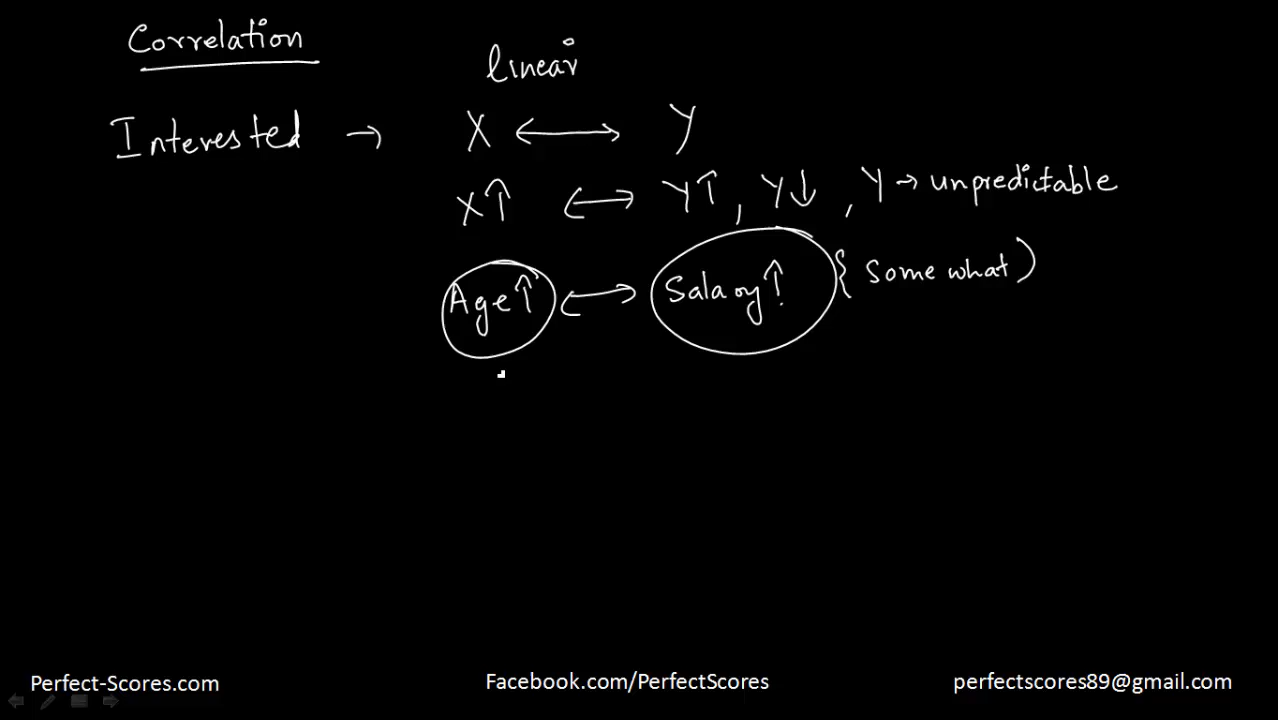 Correlation
linear
Interested → X ↔ Y
X↑ ↔ Y↑, Y↓, Y → unpredictable
Age↑ ↔ Salary↑ {Some what)
Perfect-Scores.com
Facebook.com/PerfectScores
perfectscores89@gmail.com